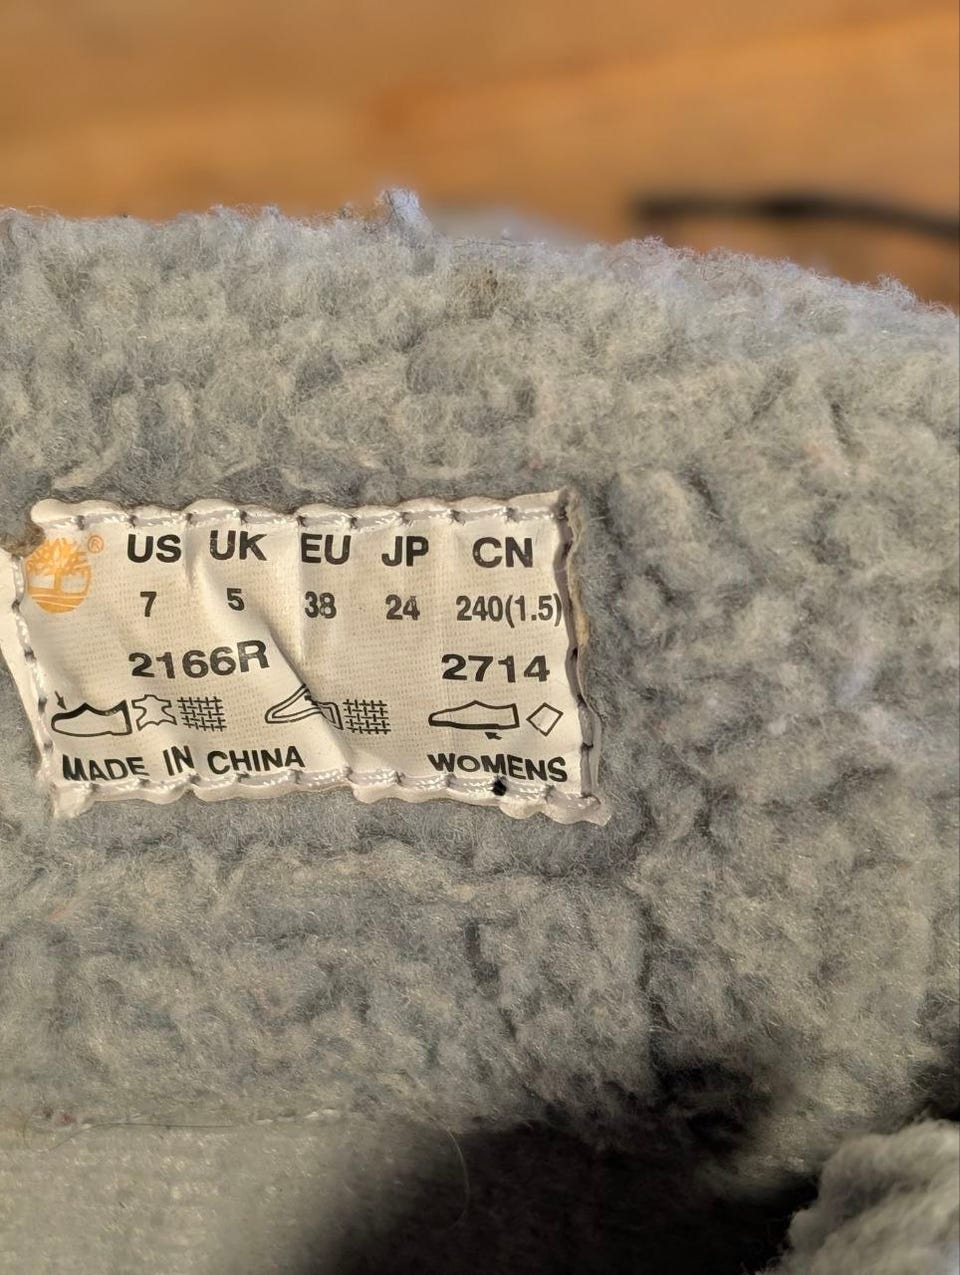 ® US UK EU JP CN
7 5 38 24 240(1.5)
2166R 2714
MADE IN CHINA WOMENS